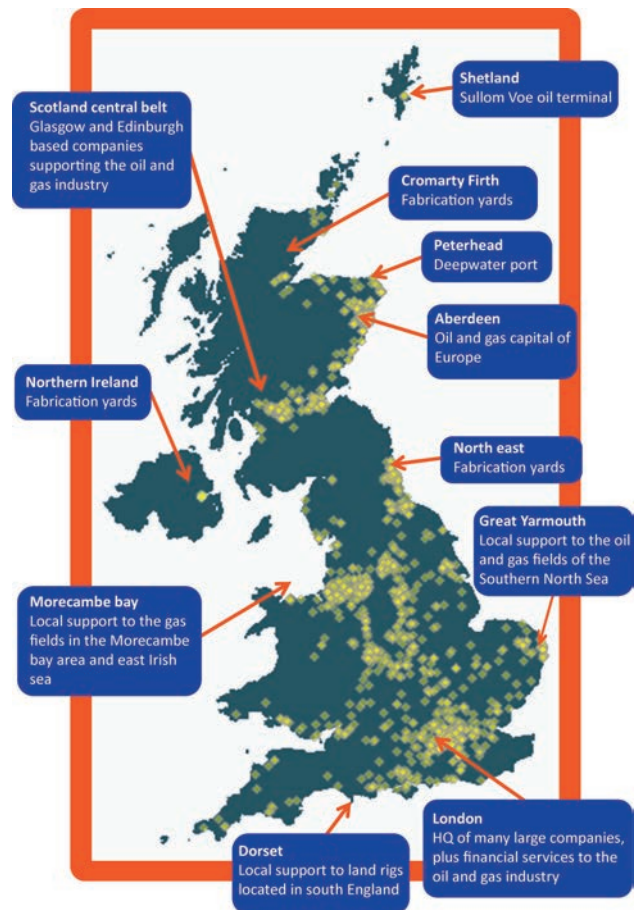 Shetland
Sullom Voe oil terminal
Scotland central belt
Glasgow and Edinburgh
based companies
supporting the oil and
gas industry
Cromarty Firth
Fabrication yards
Peterhead
Deepwater port
Aberdeen
Oil and gas capital of
Europe
Northern Ireland
Fabrication yards
North east
Fabrication yards
Great Yarmouth
Local support to the oil
and gas fields of the
Southern North Sea
Morecambe bay
Local support to the gas
fields in the Morecambe
bay area and east Irish
sea
London
HQ of many large companies,
plus financial services to the
oil and gas industry
Dorset
Local support to land rigs
located in south England